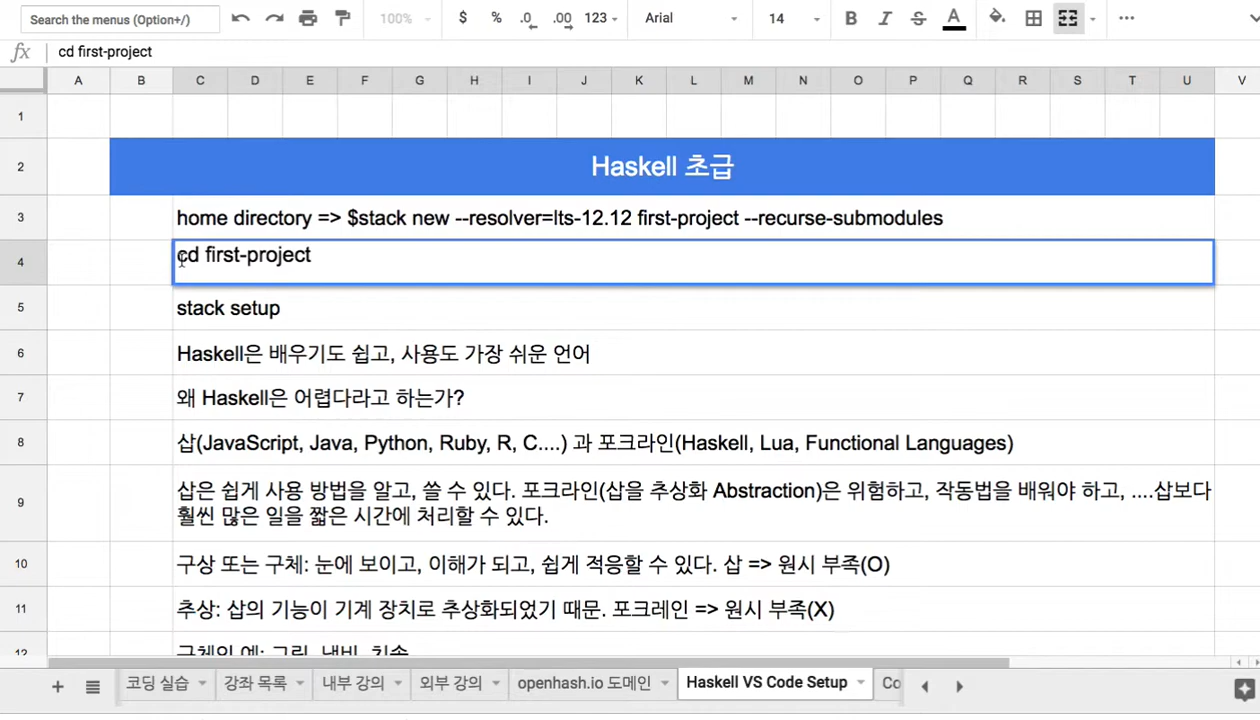 Search the menus (Option+/)
100%
$ % .0 .00 123
Arial
14
B I S A
fx cd first-project
A B C D E F G H I J K L M N O P Q R S T U V
1
2 Haskell 초급
3 home directory => $stack new --resolver=lts-12.12 first-project --recurse-submodules
4 cd first-project
5 stack setup
6 Haskell은 배우기도 쉽고, 사용도 가장 쉬운 언어
7 왜 Haskell은 어렵다라고 하는가?
8 삽(JavaScript, Java, Python, Ruby, R, C....) 과 포크라인(Haskell, Lua, Functional Languages)
9 삽은 쉽게 사용 방법을 알고, 쓸 수 있다. 포크라인(삽을 추상화 Abstraction)은 위험하고, 작동법을 배워야 하고, ....삽보다
훨씬 많은 일을 짧은 시간에 처리할 수 있다.
10 구상 또는 구체: 눈에 보이고, 이해가 되고, 쉽게 적응할 수 있다. 삽 => 원시 부족(O)
11 추상: 삽의 기능이 기계 장치로 추상화되었기 때문. 포크레인 => 원시 부족(X)
12 구체의 예: 그림, 냄비, 칫솔
코딩 실습 강좌 목록 내부 강의 외부 강의 openhash.io 도메인 Haskell VS Code Setup Co